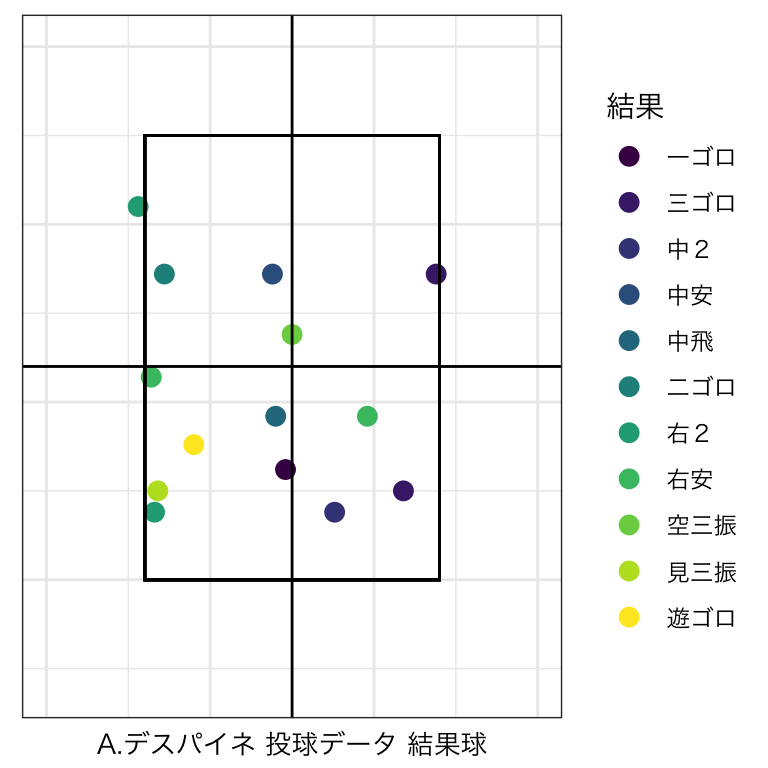 結果
一ゴロ
三ゴロ
中２
中安
中飛
二ゴロ
右２
右安
空三振
見三振
遊ゴロ
A.デスパイネ 投球データ 結果球